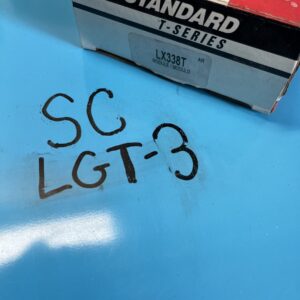 STANDARD
T-SERIES
LX338T
SC
LGT-3